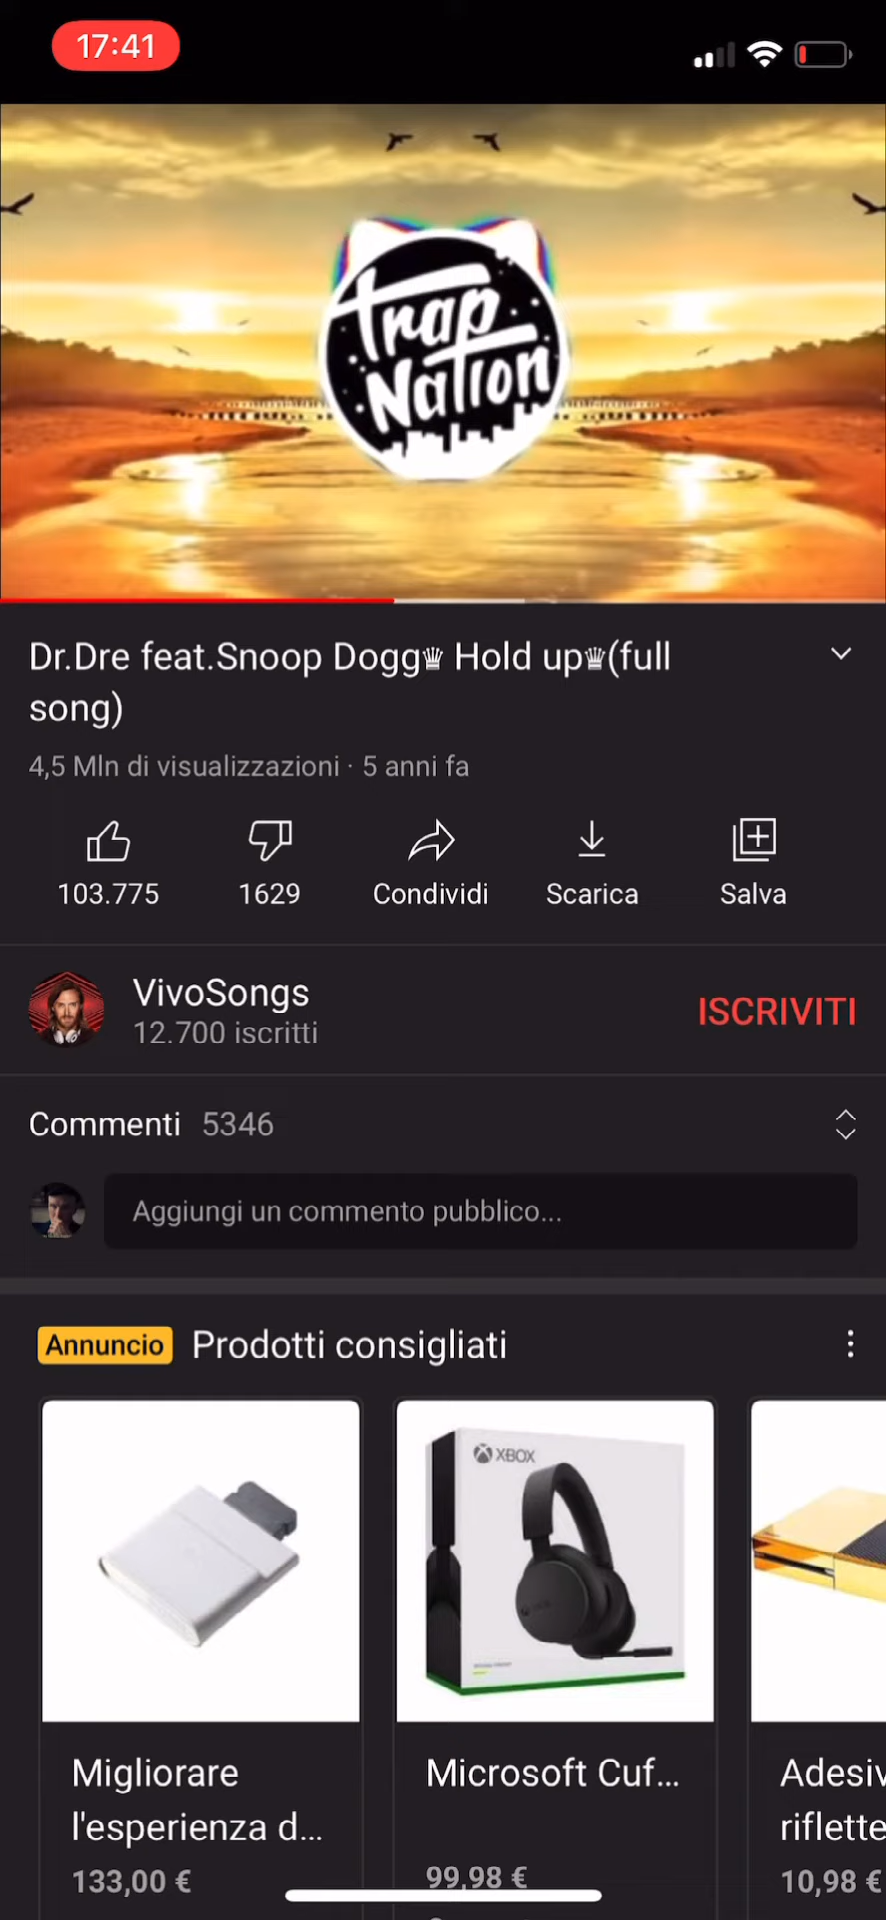 17:41
Trap
Nation
Dr.Dre feat.Snoop Dogg♛ Hold up♛(full
song)
4,5 Mln di visualizzazioni · 5 anni fa
103.775
1629
Condividi
Scarica
Salva
VivoSongs
12.700 iscritti
ISCRIVITI
Commenti 5346
Aggiungi un commento pubblico...
Annuncio Prodotti consigliati
XBOX
Migliorare
l'esperienza d...
133,00 €
Microsoft Cuf...
99,98 €
Adesiv
riflette
10,98 €